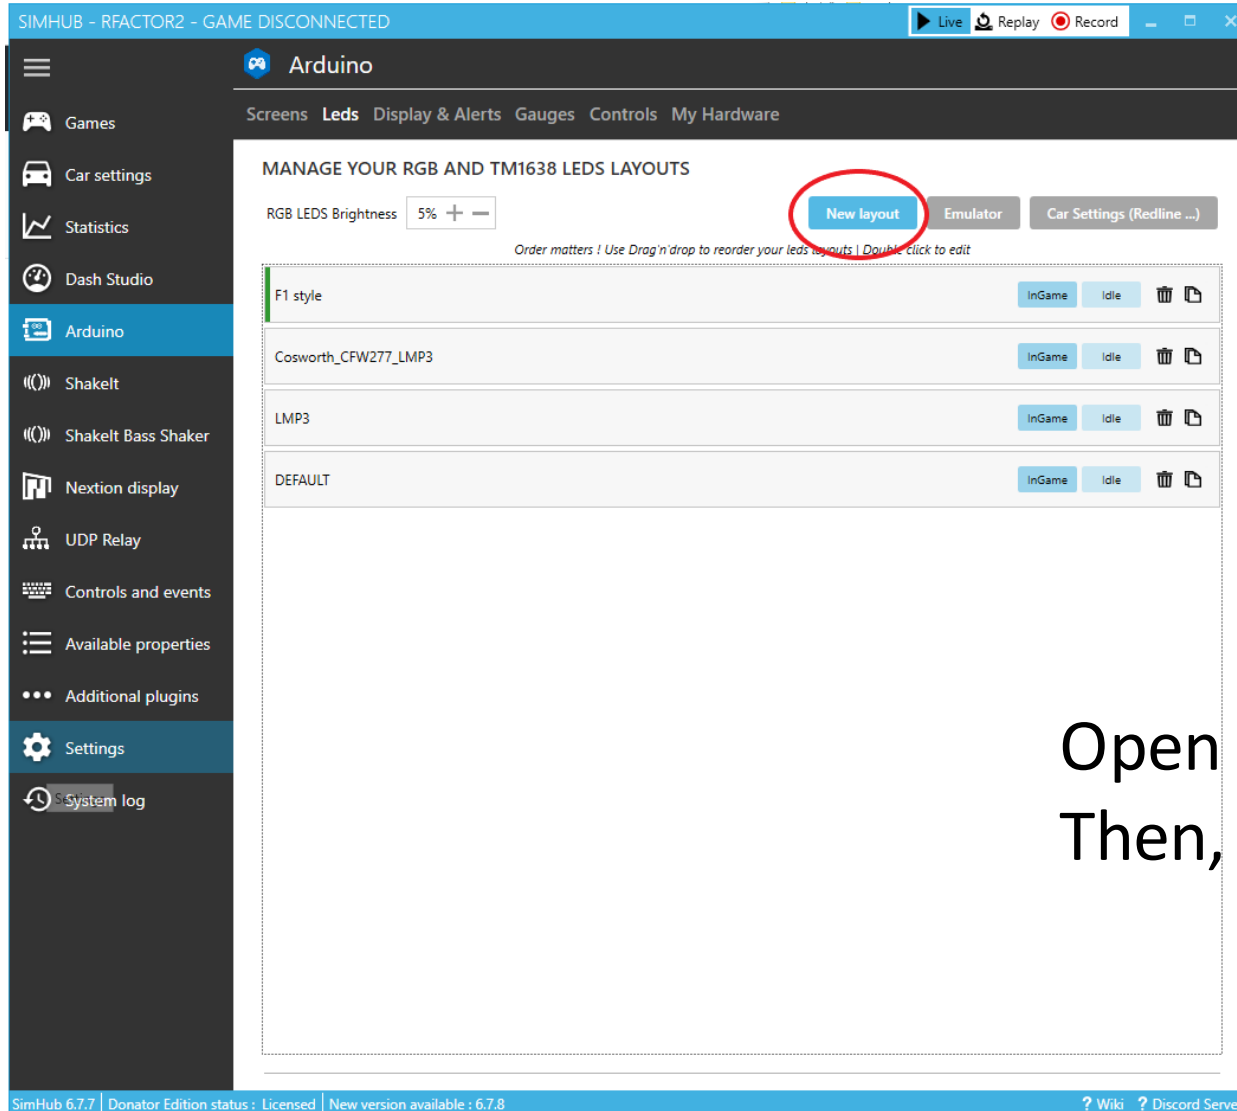 SIMHUB - RFACTOR2 - GAME DISCONNECTED
Live Replay Record
Arduino
Screens Leds Display & Alerts Gauges Controls My Hardware
Games
Car settings
Statistics
Dash Studio
Arduino
ShakeIt
ShakeIt Bass Shaker
Nextion display
UDP Relay
Controls and events
Available properties
Additional plugins
Settings
System log
MANAGE YOUR RGB AND TM1638 LEDS LAYOUTS
RGB LEDS Brightness 5% New layout Emulator Car Settings (Redline ...)
Order matters ! Use Drag'n'drop to reorder your leds layouts | Double click to edit
F1 style InGame Idle
Cosworth_CFW277_LMP3 InGame Idle
LMP3 InGame Idle
DEFAULT InGame Idle
Open
Then,
SimHub 6.7.7 Donator Edition status : Licensed New version available : 6.7.8 ? Wiki ? Discord Serve